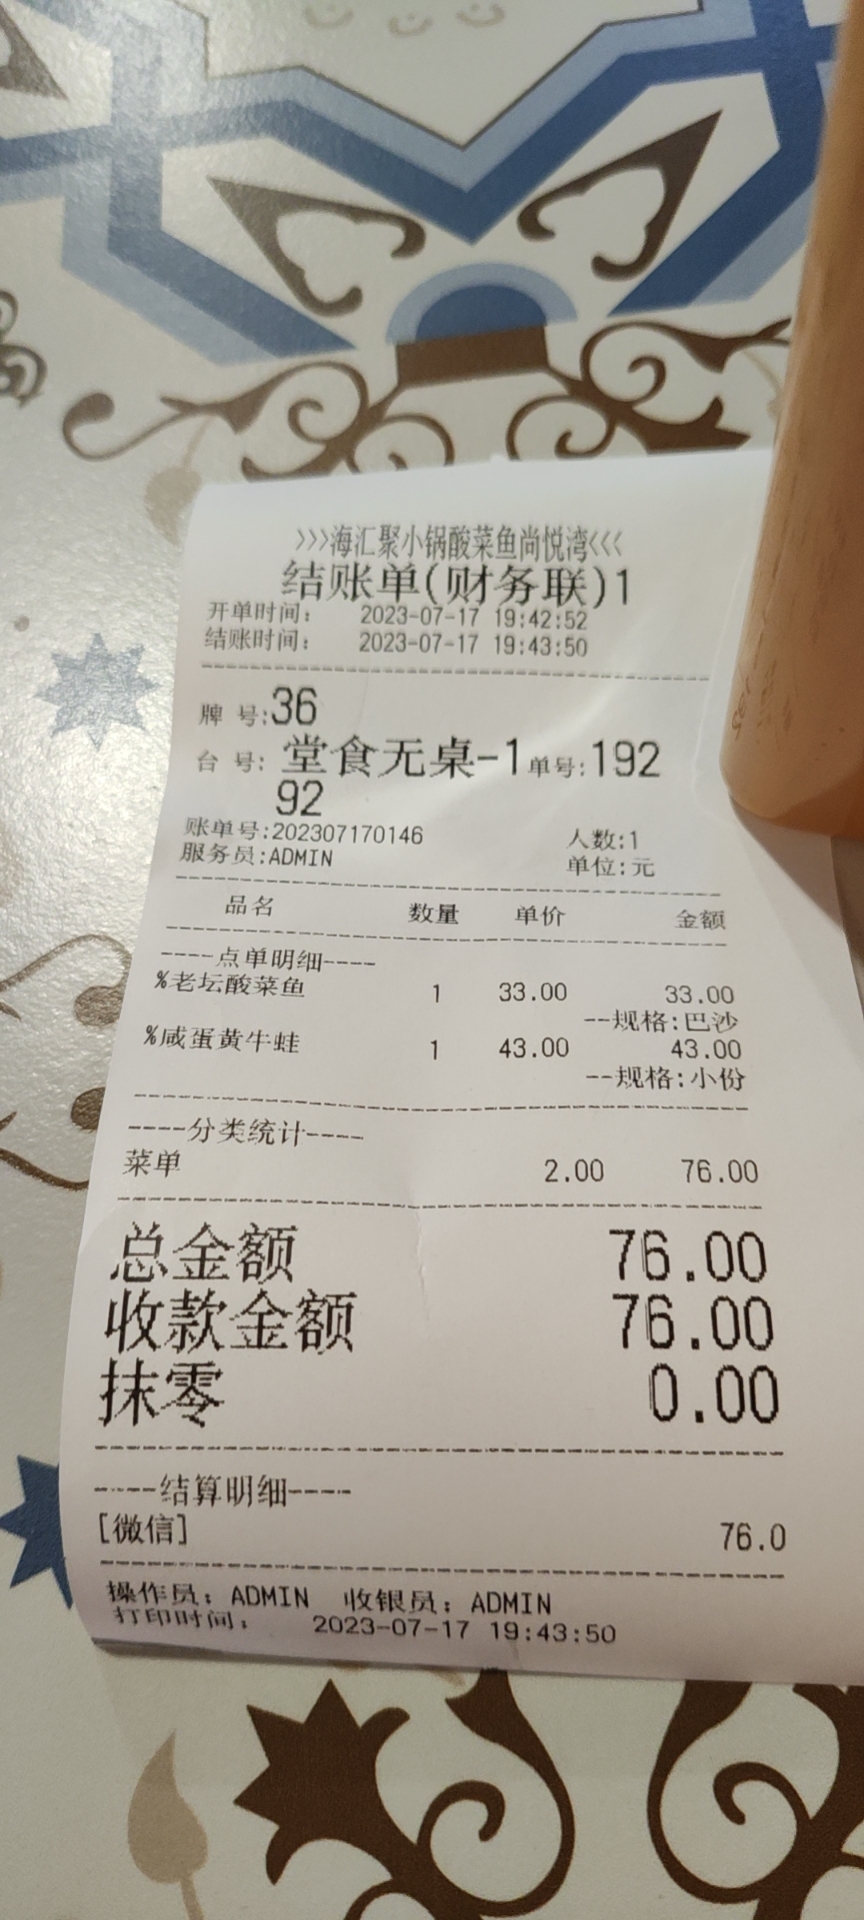 >>>海汇聚小锅酸菜鱼尚悦湾<<<
结账单(财务联)1
开单时间: 2023-07-17 19:42:52
结账时间: 2023-07-17 19:43:50
牌 号:36
台 号: 堂食无桌-1单号:192
92
账单号:202307170146 人数:1
服务员:ADMIN 单位:元
品名 数量 单价 金额
----点单明细----
%老坛酸菜鱼 1 33.00 33.00
--规格:巴沙
%咸蛋黄牛蛙 1 43.00 43.00
--规格:小份
----分类统计----
菜单 2.00 76.00
总金额 76.00
收款金额 76.00
抹零 0.00
----结算明细----
[微信] 76.0
操作员: ADMIN 收银员: ADMIN
打印时间: 2023-07-17 19:43:50